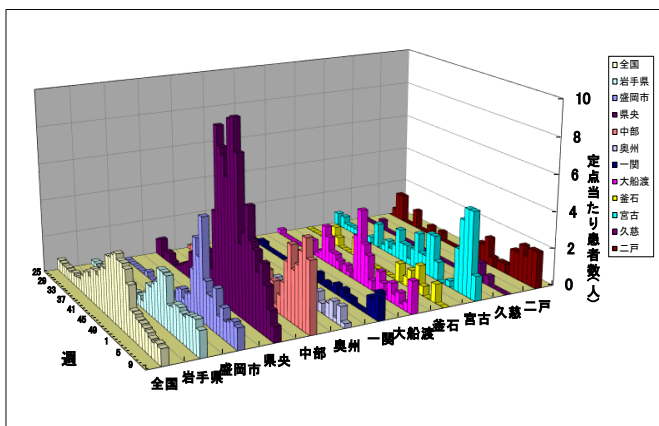 全国
岩手県
盛岡市
県央
中部
奥州
一関
大船渡
釜石
宮古
久慈
二戸
10
8
6
4
2
0
定点当たり患者数(人)
25
29
33
37
41
45
49
1
5
9
週
全国
岩手県
盛岡市
県央
中部
奥州
一関
大船渡
釜石
宮古
久慈
二戸